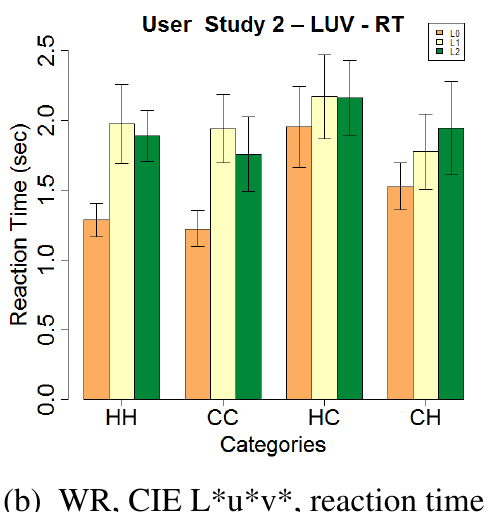 User Study 2 – LUV - RT
L0
L1
L2
Reaction Time (sec)
2.5
2.0
1.5
1.0
0.5
0.0
HH CC HC CH
Categories
(b) WR, CIE L*u*v*, reaction time